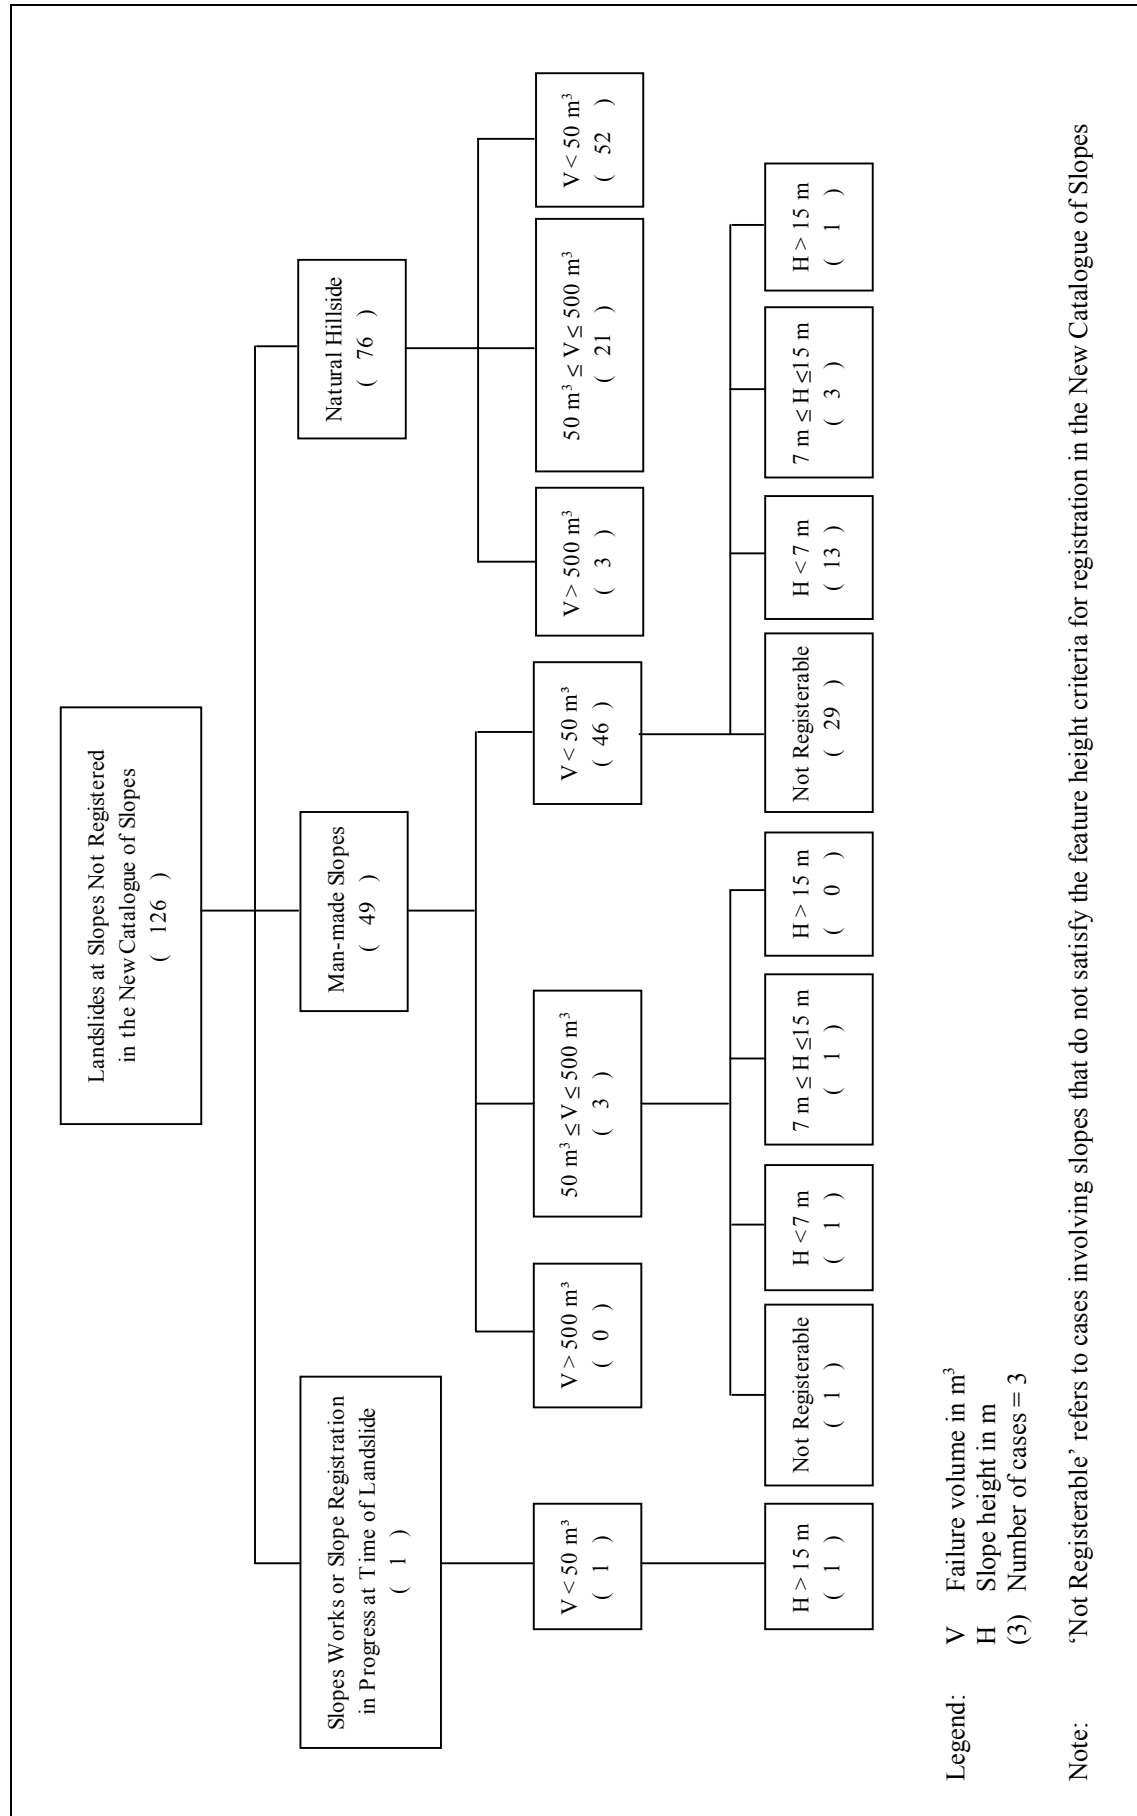 Landslides at Slopes Not Registered
in the New Catalogue of Slopes
( 126 )
Slopes Works or Slope Registration
in Progress at Time of Landslide
( 1 )
Man-made Slopes
( 49 )
Natural Hillside
( 76 )
V < 50 m³
( 1 )
V > 500 m³
( 0 )
50 m³ ≤ V ≤ 500 m³
( 3 )
V < 50 m³
( 46 )
V > 500 m³
( 3 )
50 m³ ≤ V ≤ 500 m³
( 21 )
V < 50 m³
( 52 )
H > 15 m
( 1 )
Not Registerable
( 1 )
H < 7 m
( 1 )
7 m ≤ H ≤15 m
( 1 )
H > 15 m
( 0 )
Not Registerable
( 29 )
H < 7 m
( 13 )
7 m ≤ H ≤15 m
( 3 )
H > 15 m
( 1 )
Legend: V Failure volume in m³
H Slope height in m
(3) Number of cases = 3
Note: ‘Not Registerable’ refers to cases involving slopes that do not satisfy the feature height criteria for registration in the New Catalogue of Slopes